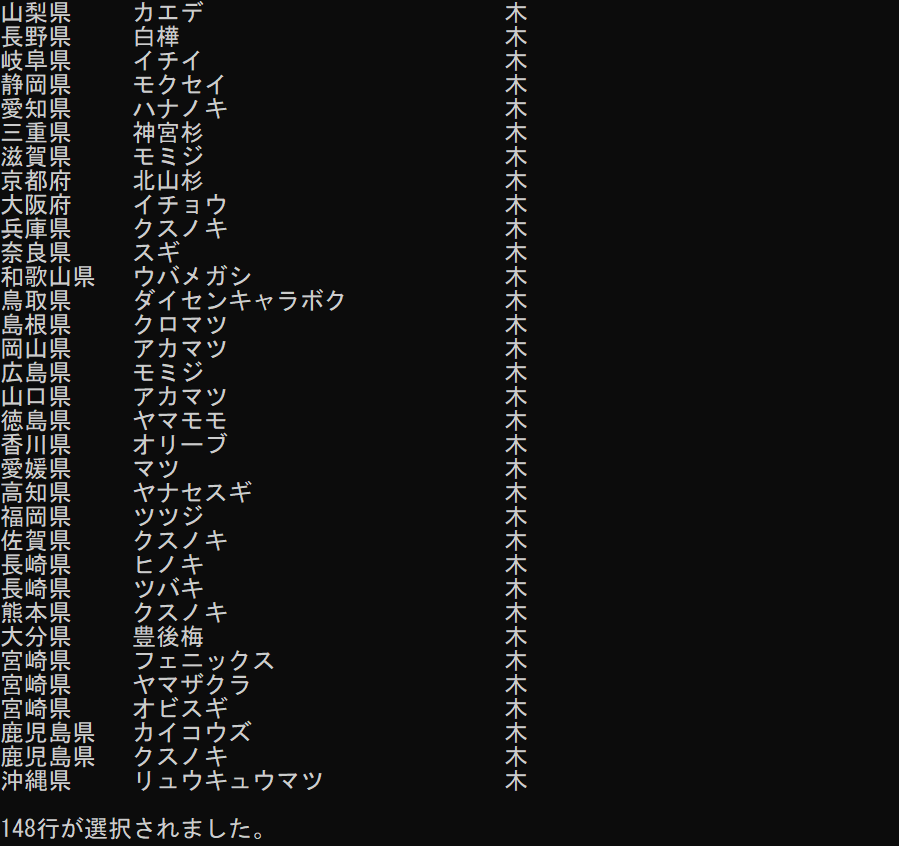 山梨県 カエデ 木
長野県 白樺 木
岐阜県 イチイ 木
静岡県 モクセイ 木
愛知県 ハナノキ 木
三重県 神宮杉 木
滋賀県 モミジ 木
京都府 北山杉 木
大阪府 イチョウ 木
兵庫県 クスノキ 木
奈良県 スギ 木
和歌山県 ウバメガシ 木
鳥取県 ダイセンキャラボク 木
島根県 クロマツ 木
岡山県 アカマツ 木
広島県 モミジ 木
山口県 アカマツ 木
徳島県 ヤマモモ 木
香川県 オリーブ 木
愛媛県 マツ 木
高知県 ヤナセスギ 木
福岡県 ツツジ 木
佐賀県 クスノキ 木
長崎県 ヒノキ 木
長崎県 ツバキ 木
熊本県 クスノキ 木
大分県 豊後梅 木
宮崎県 フェニックス 木
宮崎県 ヤマザクラ 木
宮崎県 オビスギ 木
鹿児島県 カイコウズ 木
鹿児島県 クスノキ 木
沖縄県 リュウキュウマツ 木
148行が選択されました。